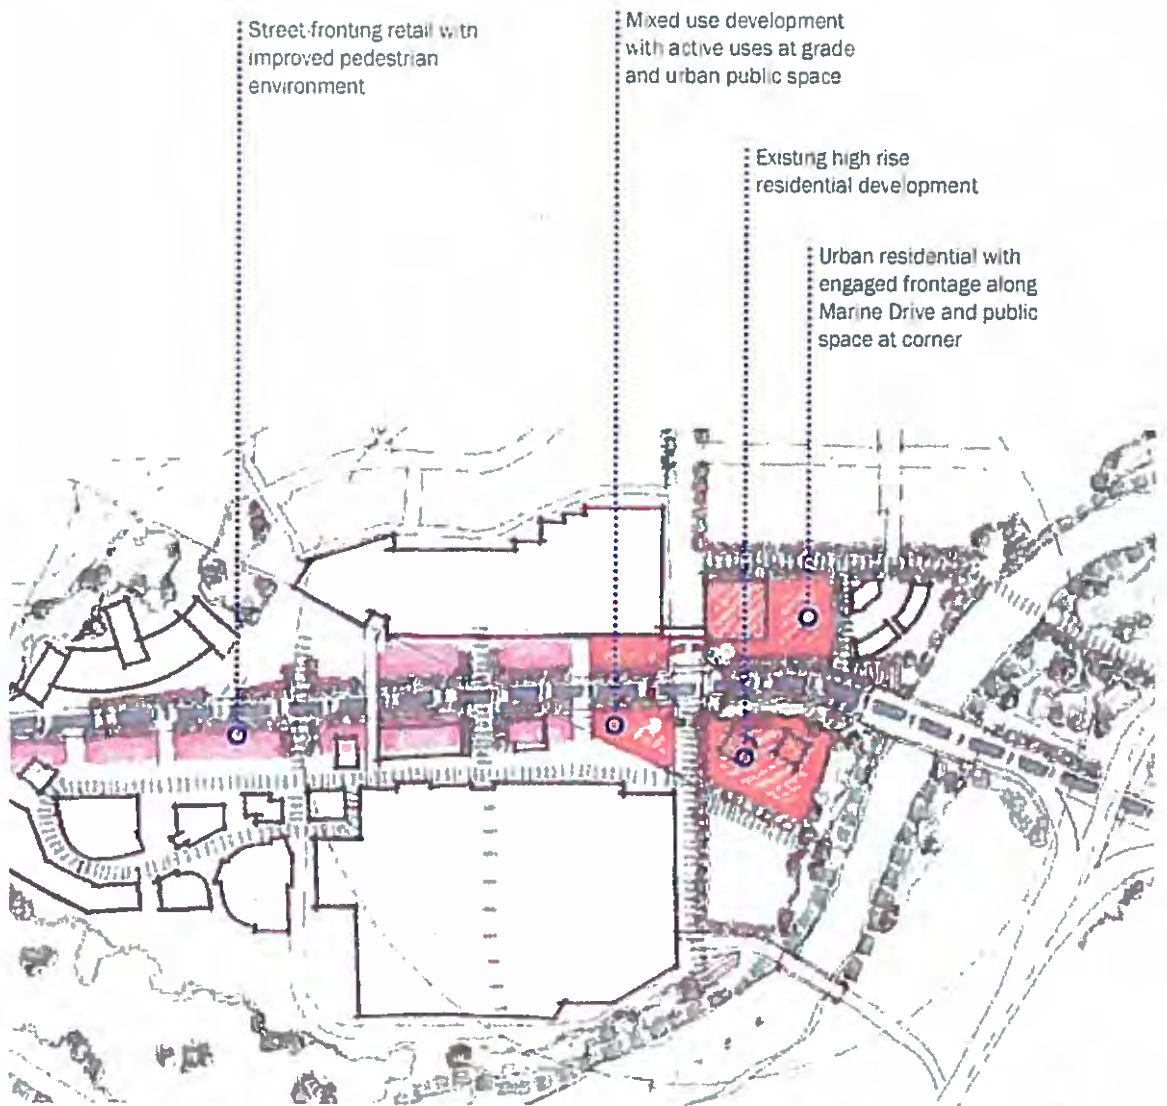 Street-fronting retail with
improved pedestrian
environment
Mixed use development
with active uses at grade
and urban public space
Existing high rise
residential development
Urban residential with
engaged frontage along
Marine Drive and public
space at corner